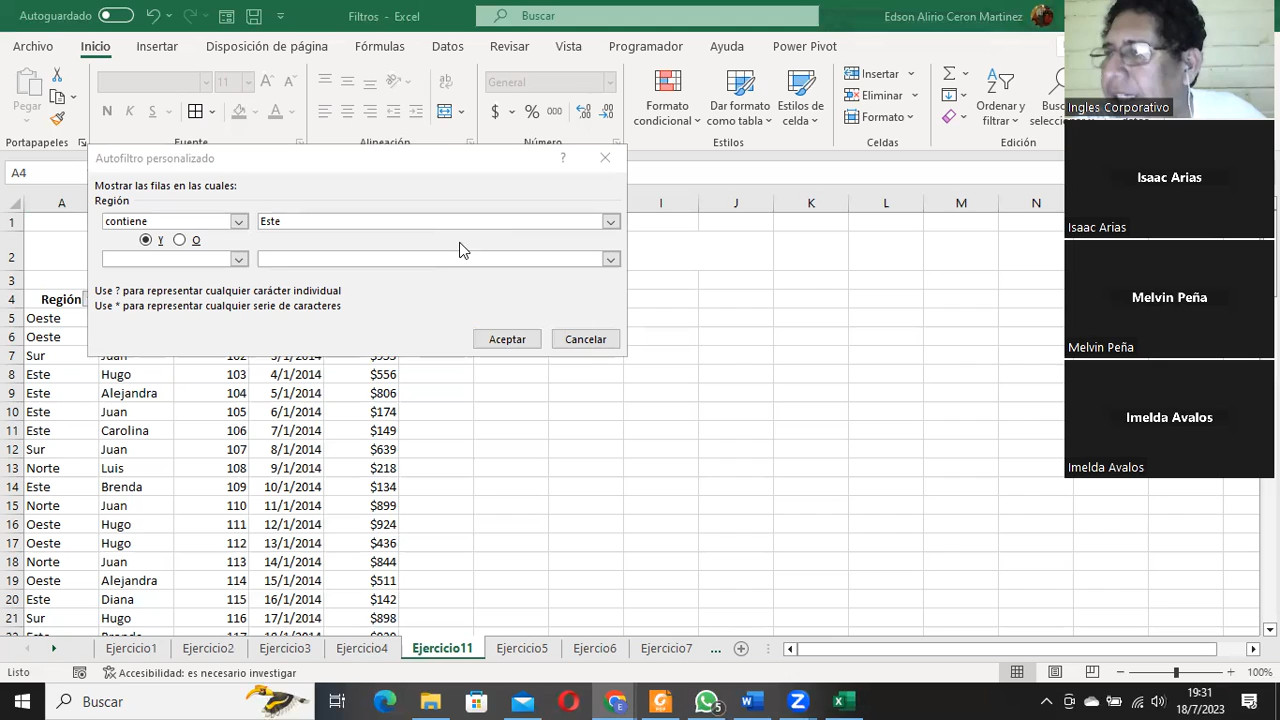 Autoguardado
Filtros - Excel
Buscar
Edson Alirio Ceron Martinez
Archivo Inicio Insertar Disposición de página Fórmulas Datos Revisar Vista Programador Ayuda Power Pivot
Pegar
Portapapeles
N K S
11
A A
Fuente
ab
Alineación
General
$ % 000
Número
Formato condicional
Dar formato como tabla
Estilos de celda
Estilos
Insertar
Eliminar
Formato
Celdas
Ordenar y filtrar
Edición
Ingles Corporativo
Isaac Arias
Isaac Arias
Melvin Peña
Melvin Peña
Imelda Avalos
Imelda Avalos
A4
Autofiltro personalizado
? ×
Mostrar las filas en las cuales:
Región
contiene Este
Y O
Use ? para representar cualquier carácter individual
Use * para representar cualquier serie de caracteres
Aceptar Cancelar
A I J K L M N
1
2
3
4 Región
5 Oeste
6 Oeste
7 Sur Juan 102
8 Este Hugo 103 4/1/2014 $556
9 Este Alejandra 104 5/1/2014 $806
10 Este Juan 105 6/1/2014 $174
11 Este Carolina 106 7/1/2014 $149
12 Sur Juan 107 8/1/2014 $639
13 Norte Luis 108 9/1/2014 $218
14 Este Brenda 109 10/1/2014 $134
15 Norte Juan 110 11/1/2014 $899
16 Oeste Hugo 111 12/1/2014 $924
17 Oeste Hugo 112 13/1/2014 $436
18 Norte Juan 113 14/1/2014 $844
19 Oeste Alejandra 114 15/1/2014 $511
20 Este Diana 115 16/1/2014 $142
21 Sur Hugo 116 17/1/2014 $898
Ejercicio1 Ejercicio2 Ejercicio3 Ejercicio4 Ejercicio11 Ejercicio5 Ejercicio6 Ejercicio7 ...
Listo
Accesibilidad: es necesario investigar
100%
Buscar
5
19:31
18/7/2023